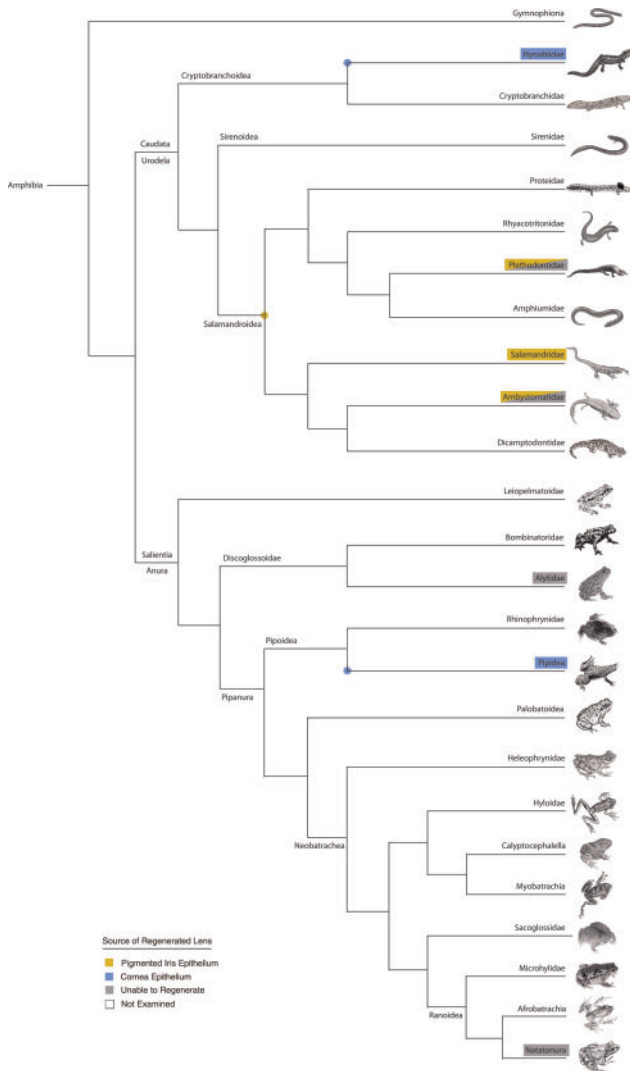 Gymnophiona
Hynobiidae
Cryptobranchoidea
Cryptobranchidae
Caudata
Urodela
Sirenoidea
Sirenidae
Amphibia
Proteidae
Rhyacotritonidae
Plethodontidae
Amphiumidae
Salamandroidea
Salamandridae
Ambystomatidae
Dicamptodontidae
Leiopelmatoidae
Bombinatoridae
Salientia
Anura
Discoglossoidae
Alytidae
Rhinophrynidae
Pipoidea
Pipidea
Pipanura
Palobatoidea
Heleophrynidae
Hyloidae
Neobatrachea
Calyptocephalella
Myobatrachia
Sacoglossidae
Microhylidae
Ranoidea
Afrobatrachia
Natatonura
Source of Regenerated Lens
Pigmented Iris Epithelium
Cornea Epithelium
Unable to Regenerate
Not Examined